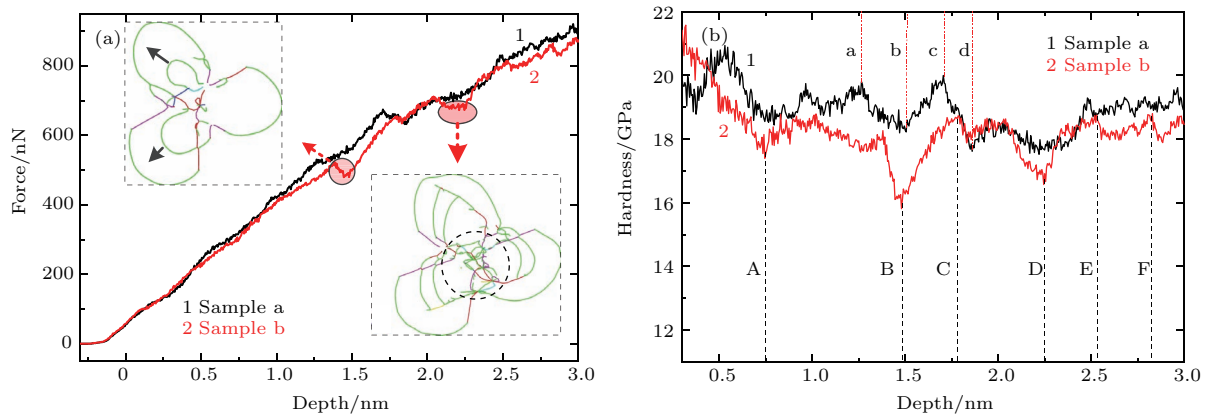 (a)
1
2
800
600
400
200
0
Force/nN
1 Sample a
2 Sample b
0
0.5
1.0
1.5
2.0
2.5
3.0
Depth/nm
(b)
1
2
a
b
c
d
1 Sample a
2 Sample b
22
20
18
16
14
12
Hardness/GPa
A
B
C
D
E
F
0.5
1.0
1.5
2.0
2.5
3.0
Depth/nm